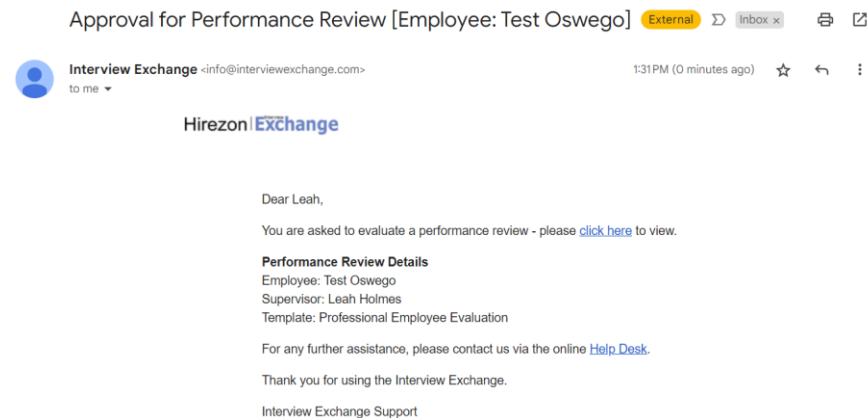 Approval for Performance Review [Employee: Test Oswego] External Inbox x
Interview Exchange <info@interviewexchange.com> 1:31 PM (0 minutes ago)
to me
Hirezon Interview Exchange
Dear Leah,
You are asked to evaluate a performance review - please click here to view.
Performance Review Details
Employee: Test Oswego
Supervisor: Leah Holmes
Template: Professional Employee Evaluation
For any further assistance, please contact us via the online Help Desk.
Thank you for using the Interview Exchange.
Interview Exchange Support